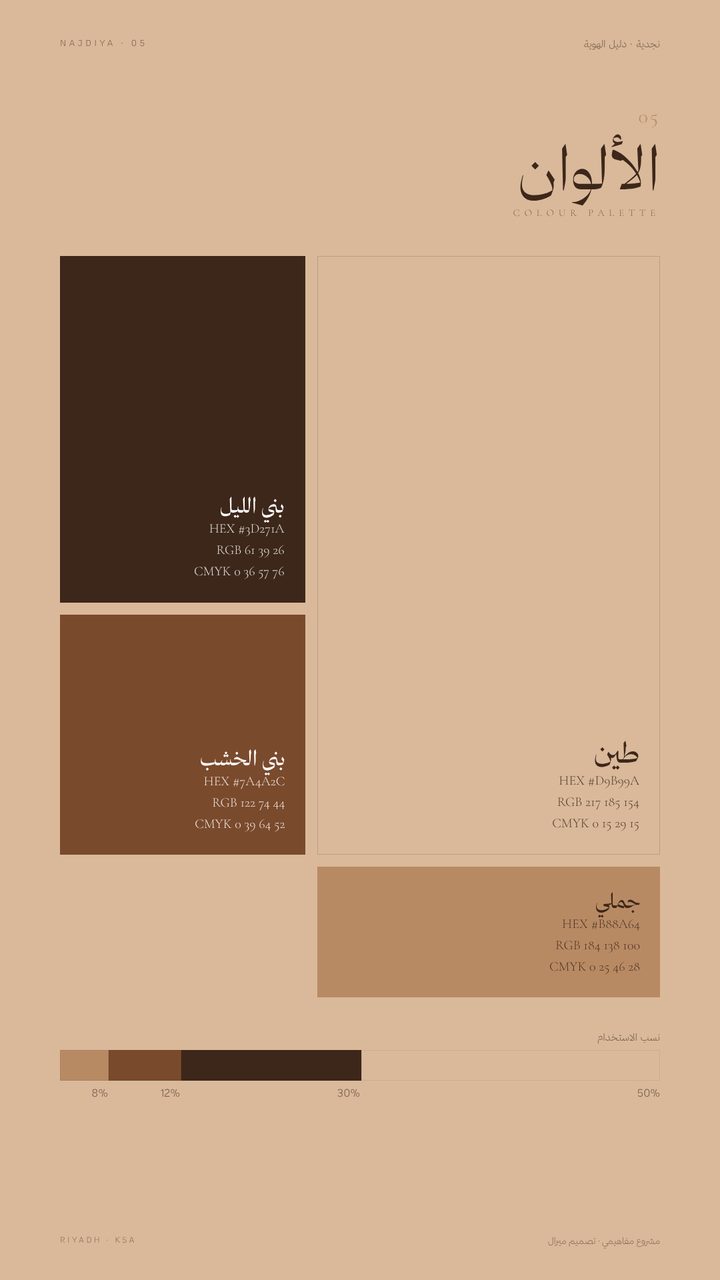 NAJDIYA · 05
نجدية · دليل الهوية
05
الألوان
COLOUR PALETTE
بني الليل
HEX #3D271A
RGB 61 39 26
CMYK 0 36 57 76
طين
HEX #D9B99A
RGB 217 185 154
CMYK 0 15 29 15
بني الخشب
HEX #7A4A2C
RGB 122 74 44
CMYK 0 39 64 52
جملي
HEX #B88A64
RGB 184 138 100
CMYK 0 25 46 28
نسب الاستخدام
8% 12% 30% 50%
RIYADH · KSA
مشروع مفاهيمي · تصميم ميرال